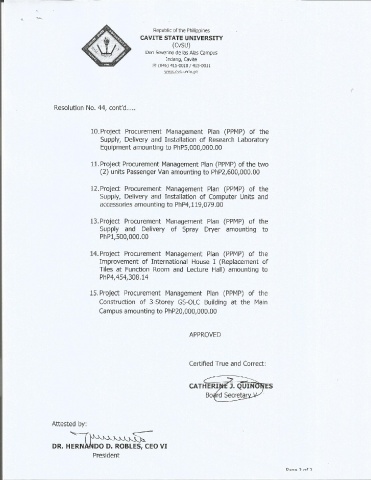 Republic of the Philippines
CAVITE STATE UNIVERSITY
(CvSU)
Don Severino de las Alas Campus
Indang, Cavite
Resolution No. 44, cont'd.....
10. Project Procurement Management Plan (PPMP) of the
Supply, Delivery and Installation of Research Laboratory
Equipment amounting to PhP5,000,000.00
11. Project Procurement Management Plan (PPMP) of the two
(2) units Passenger Van amounting to PhP2,600,000.00
12. Project Procurement Management Plan (PPMP) of the
Supply, Delivery and Installation of Computer Units and
accessories amounting to PhP4,119,079.00
13. Project Procurement Management Plan (PPMP) of the
Supply and Delivery of Spray Dryer amounting to
PhP1,500,000.00
14. Project Procurement Management Plan (PPMP) of the
Improvement of International House I (Replacement of
Tiles at Function Room and Lecture Hall) amounting to
PhP4,454,308.14
15. Project Procurement Management Plan (PPMP) of the
Construction of 3-Storey GS-OLC Building at the Main
Campus amounting to PhP20,000,000.00
APPROVED
Certified True and Correct:
CATHERINE J. QUIÑONES
Board Secretary V
Attested by:
DR. HERNANDO D. ROBLES, CEO VI
President